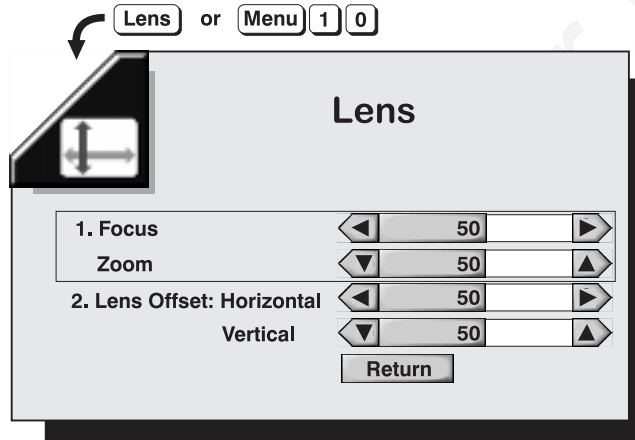 Lens or Menu 1 0
Lens
1. Focus 50
Zoom 50
2. Lens Offset: Horizontal 50
Vertical 50
Return